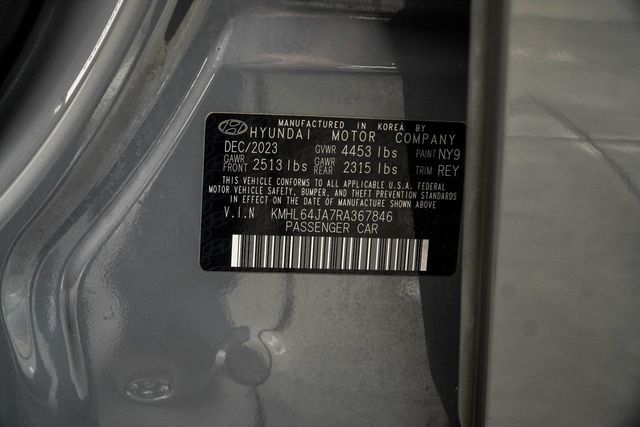 MANUFACTURED IN KOREA BY
HYUNDAI MOTOR COMPANY
DEC/2023 GVWR 4453 lbs PAINT NY9
GAWR FRONT 2513 lbs GAWR REAR 2315 lbs TRIM REY
THIS VEHICLE CONFORMS TO ALL APPLICABLE U.S.A. FEDERAL
MOTOR VEHICLE SAFETY, BUMPER, AND THEFT PREVENTION STANDARDS
IN EFFECT ON THE DATE OF MANUFACTURE SHOWN ABOVE.
V.I.N KMHL64JA7RA367846
PASSENGER CAR